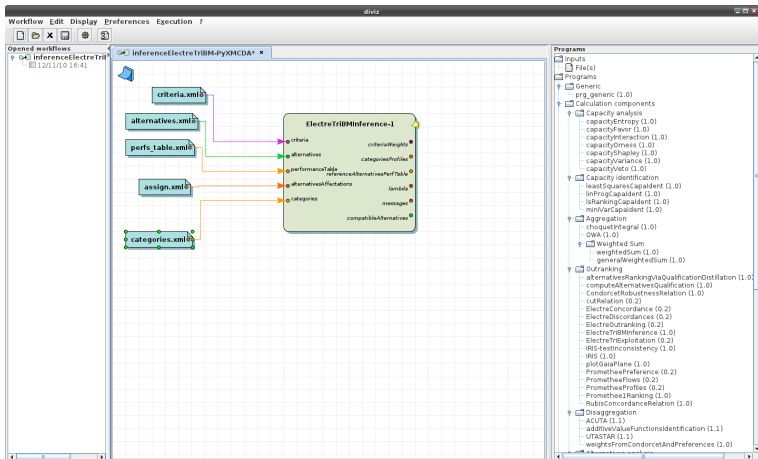 diviz
Workflow Edit Display Preferences Execution ?
Opened workflows
inferenceElectreTriB
12/11/10 16:41
inferenceElectreTriBM-PyXMCDA* ×
criteria.xml
alternatives.xml
perfs_table.xml
assign.xml
categories.xml
ElectreTriBMInference-1
criteria
alternatives
performanceTable
alternativesAffectations
categories
criteriaWeights
categoriesProfiles
referenceAlternativesPerfTable
lambda
messages
compatibleAlternatives
Programs
Inputs
File(s)
Programs
Generic
prg_generic (1.0)
Calculation components
Capacity analysis
capacityEntropy (1.0)
capacityFavor (1.0)
capacityInteraction (1.0)
capacityOrness (1.0)
capacityShapley (1.0)
capacityVariance (1.0)
capacityVeto (1.0)
Capacity identification
leastSquaresCapaIdent (1.0)
linProgCapaIdent (1.0)
lsRankingCapaIdent (1.0)
miniVarCapaIdent (1.0)
Aggregation
choquetIntegral (1.0)
OWA (1.0)
Weighted Sum
weightedSum (1.0)
generalWeightedSum (1.0)
Outranking
alternativesRankingViaQualificationDistillation (1.0)
computeAlternativesQualification (1.0)
CondorcetRobustnessRelation (1.0)
cutRelation (0.2)
ElectreConcordance (0.2)
ElectreDiscordances (0.2)
ElectreOutranking (0.2)
ElectreTriBMInference (1.0)
ElectreTriExploitation (0.2)
IRIS-testInconsistency (1.0)
IRIS (1.0)
plotGaiaPlane (1.0)
PrometheePreference (0.2)
PrometheeFlows (0.2)
PrometheeProfiles (0.2)
Promethee1Ranking (1.0)
RubisConcordanceRelation (1.0)
Disaggregation
ACUTA (1.1)
additiveValueFunctionsIdentification (1.1)
UTASTAR (1.1)
weightsFromCondorcetAndPreferences (1.0)